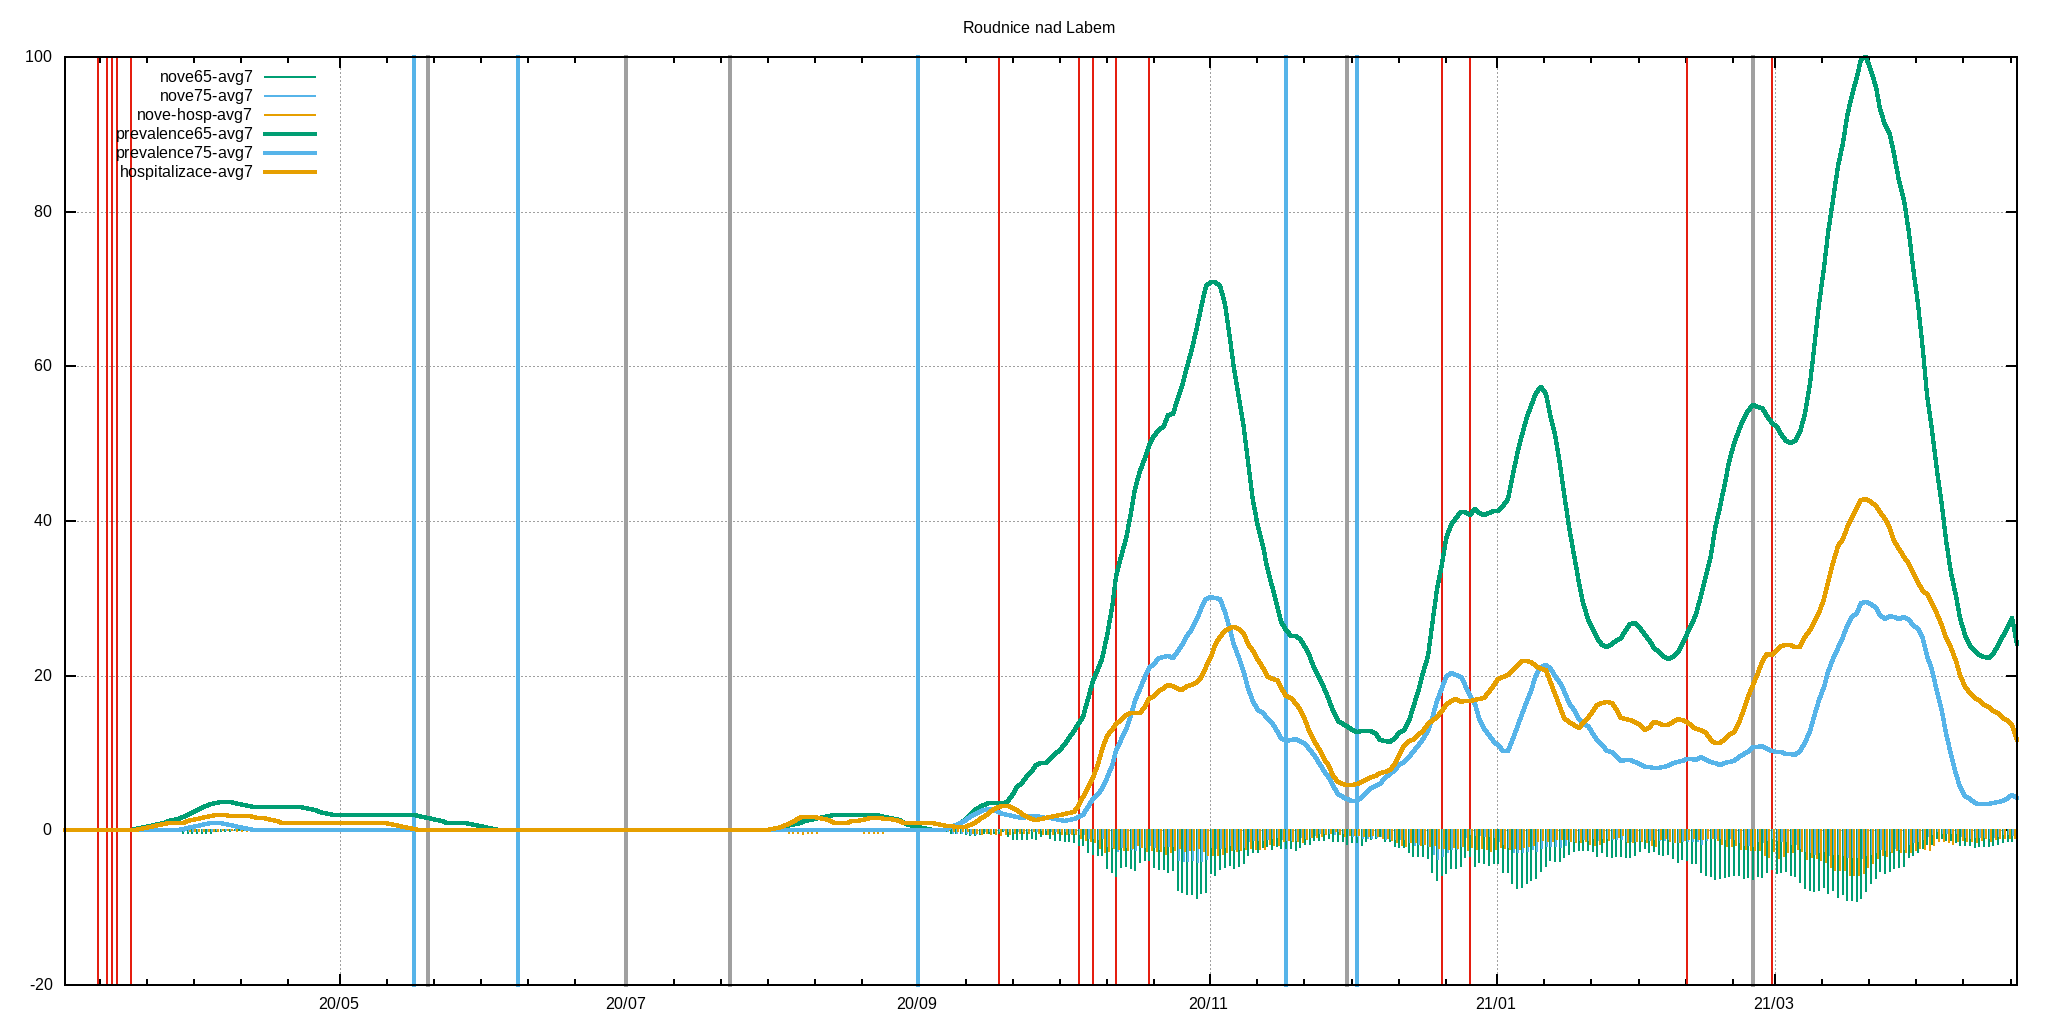 Roudnice nad Labem
100
80
60
40
20
0
-20
nove65-avg7
nove75-avg7
nove-hosp-avg7
prevalence65-avg7
prevalence75-avg7
hospitalizace-avg7
20/05
20/07
20/09
20/11
21/01
21/03